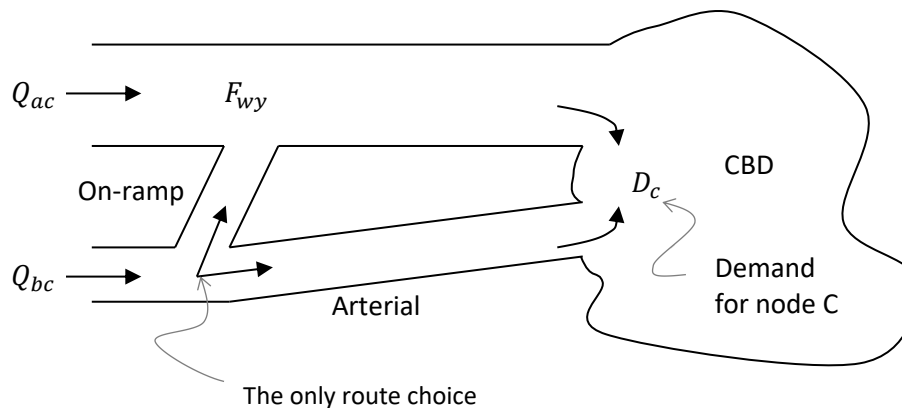 Q_ac
F_wy
On-ramp
CBD
D_c
Q_bc
Demand
for node C
Arterial
The only route choice